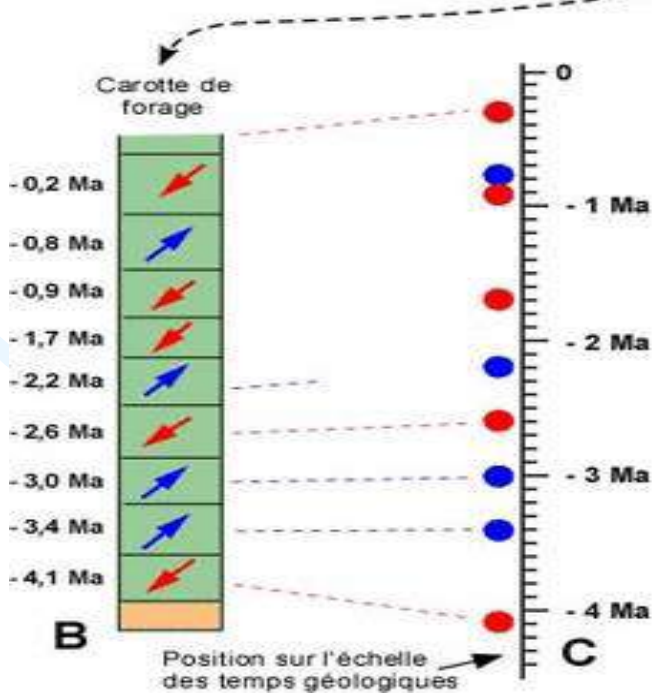 Carotte de
forage
- 0,2 Ma
- 0,8 Ma
- 0,9 Ma
- 1,7 Ma
- 2,2 Ma
- 2,6 Ma
- 3,0 Ma
- 3,4 Ma
- 4,1 Ma
B
0
- 1 Ma
- 2 Ma
- 3 Ma
- 4 Ma
C
Position sur l'échelle
des temps géologiques